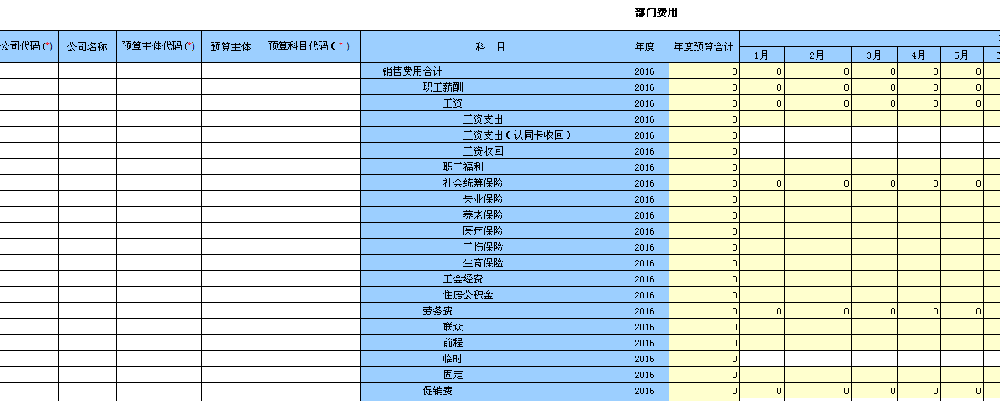 部门费用
公司代码(*) 公司名称 预算主体代码(*) 预算主体 预算科目代码(*) 科 目 年度 年度预算合计
1月 2月 3月 4月 5月 6
销售费用合计 2016 0 0 0 0 0 0
职工薪酬 2016 0 0 0 0 0 0
工资 2016 0 0 0 0 0 0
工资支出 2016 0
工资支出(认同卡收回) 2016 0
工资收回 2016 0
职工福利 2016 0
社会统筹保险 2016 0 0 0 0 0 0
失业保险 2016 0
养老保险 2016 0
医疗保险 2016 0
工伤保险 2016 0
生育保险 2016 0
工会经费 2016 0
住房公积金 2016 0
劳务费 2016 0 0 0 0 0 0
联众 2016 0
前程 2016 0
临时 2016 0
固定 2016 0
促销费 2016 0 0 0 0 0 0